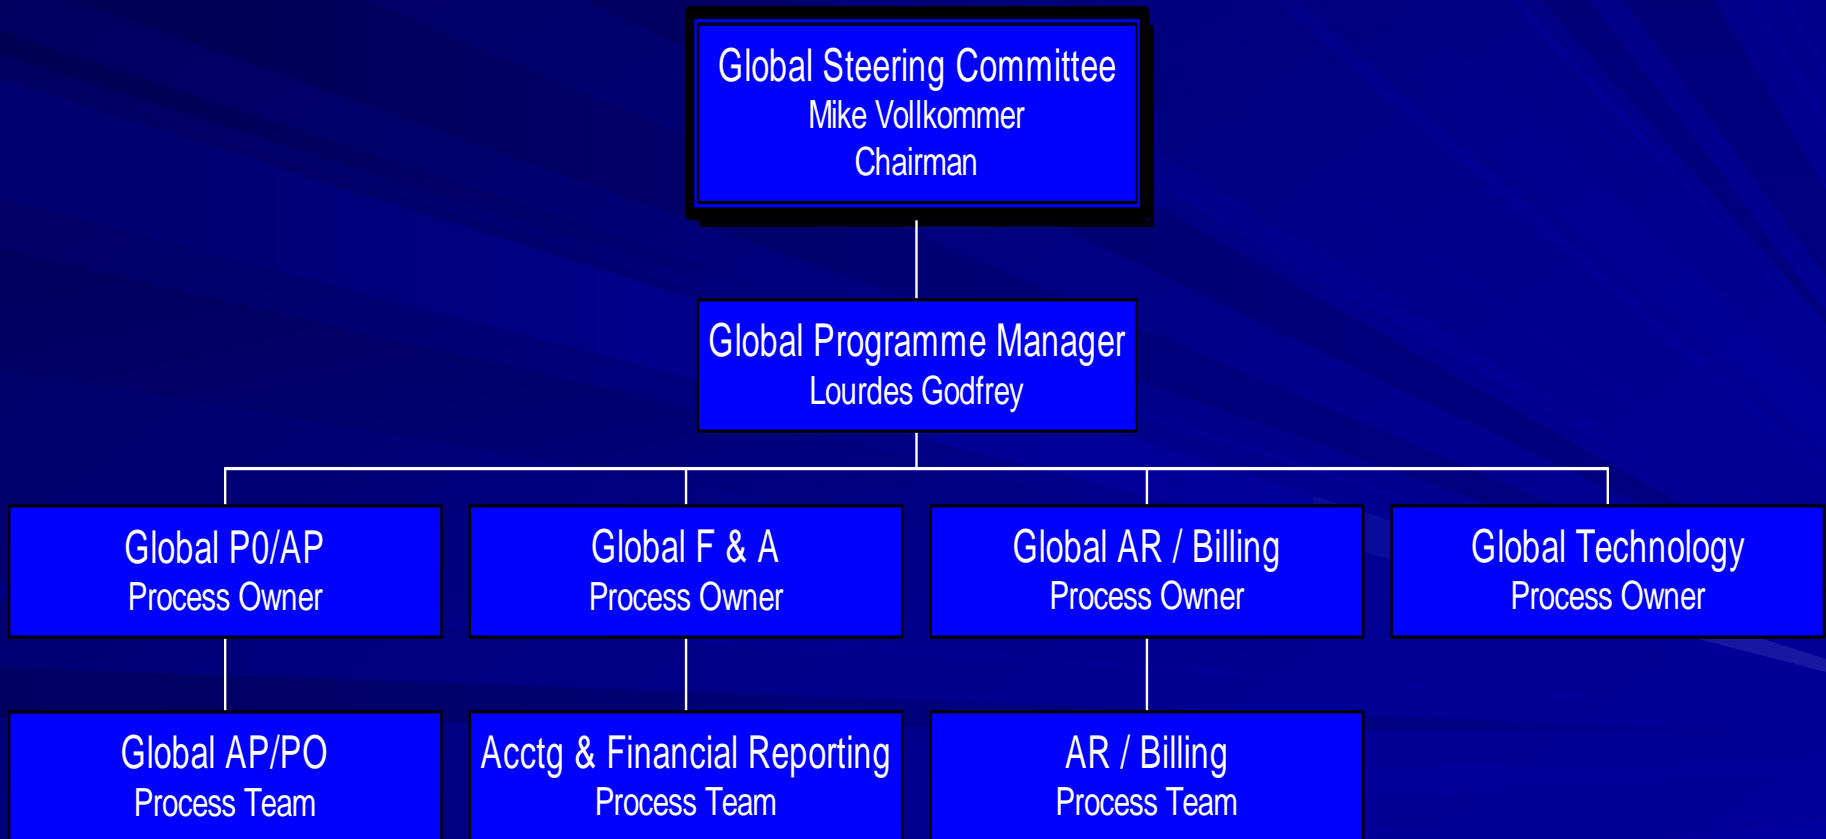 Global Steering Committee
Mike Vollkommer
Chairman
Global Programme Manager
Lourdes Godfrey
Global P0/AP
Process Owner
Global F & A
Process Owner
Global AR / Billing
Process Owner
Global Technology
Process Owner
Global AP/PO
Process Team
Acctg & Financial Reporting
Process Team
AR / Billing
Process Team